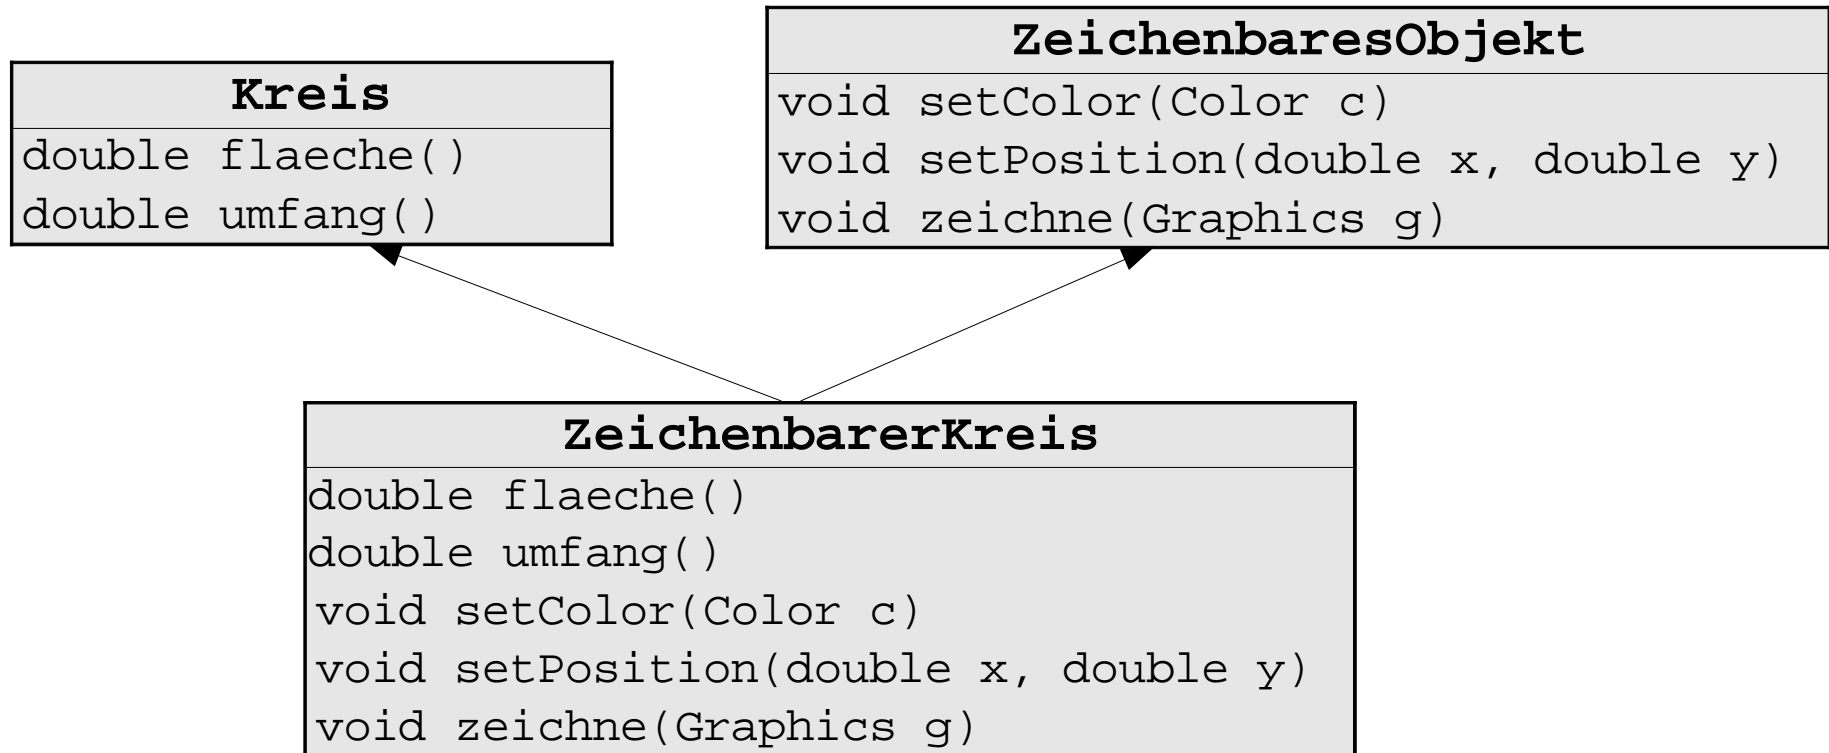 Kreis
double flaeche()
double umfang()
ZeichenbaresObjekt
void setColor(Color c)
void setPosition(double x, double y)
void zeichne(Graphics g)
ZeichenbarerKreis
double flaeche()
double umfang()
void setColor(Color c)
void setPosition(double x, double y)
void zeichne(Graphics g)